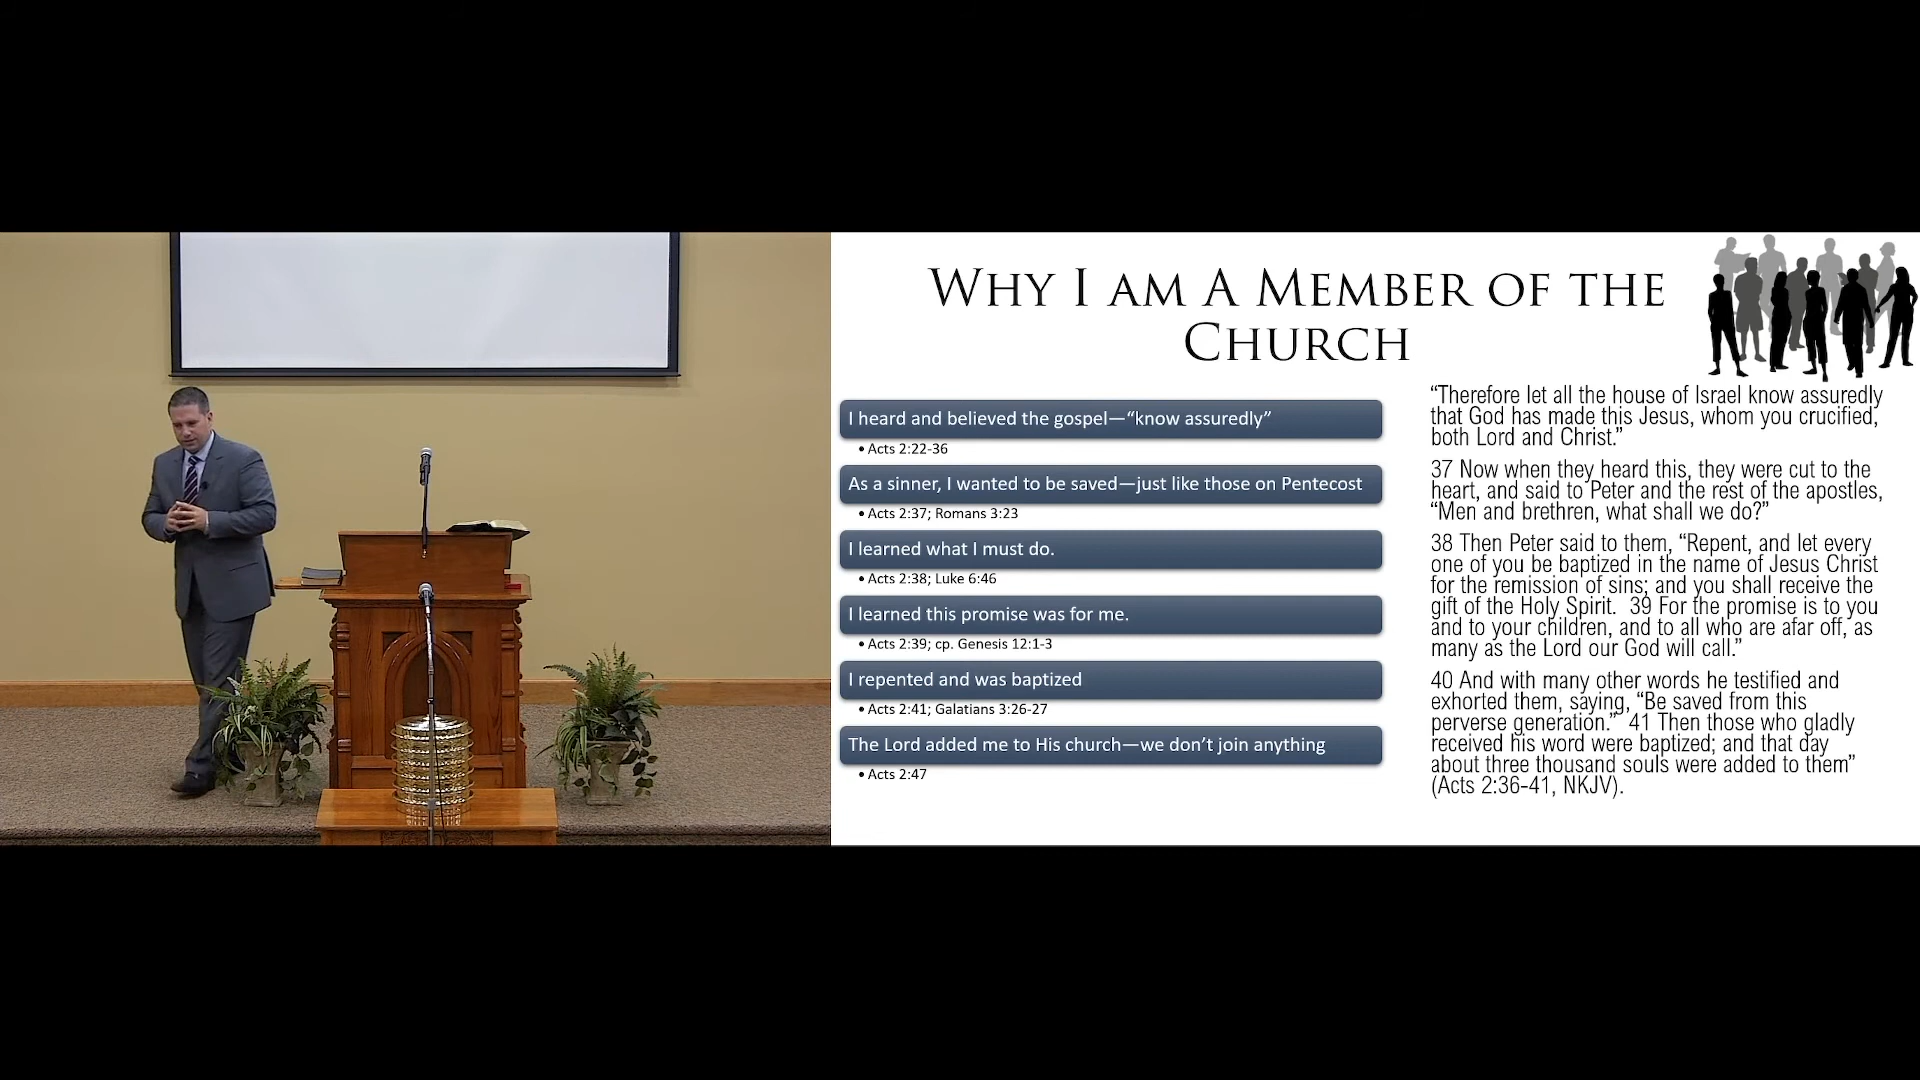 WHY I AM A MEMBER OF THE
CHURCH
I heard and believed the gospel—“know assuredly”
• Acts 2:22-36
As a sinner, I wanted to be saved—just like those on Pentecost
• Acts 2:37; Romans 3:23
I learned what I must do.
• Acts 2:38; Luke 6:46
I learned this promise was for me.
• Acts 2:39; cp. Genesis 12:1-3
I repented and was baptized
• Acts 2:41; Galatians 3:26-27
The Lord added me to His church—we don’t join anything
• Acts 2:47
“Therefore let all the house of Israel know assuredly
that God has made this Jesus, whom you crucified,
both Lord and Christ.”
37 Now when they heard this, they were cut to the
heart, and said to Peter and the rest of the apostles,
“Men and brethren, what shall we do?”
38 Then Peter said to them, “Repent, and let every
one of you be baptized in the name of Jesus Christ
for the remission of sins; and you shall receive the
gift of the Holy Spirit. 39 For the promise is to you
and to your children, and to all who are afar off, as
many as the Lord our God will call.”
40 And with many other words he testified and
exhorted them, saying, “Be saved from this
perverse generation.” 41 Then those who gladly
received his word were baptized; and that day
about three thousand souls were added to them”
(Acts 2:36-41, NKJV).